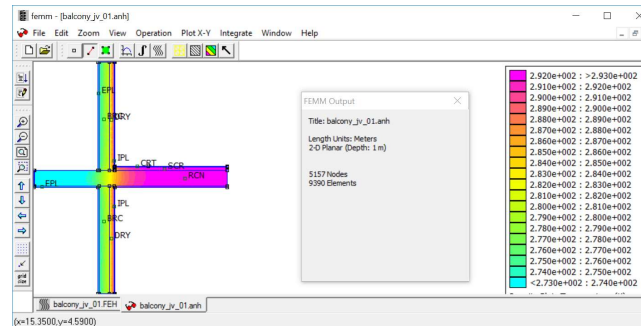 femm - [balcony_jv_01.anh]
File Edit Zoom View Operation Plot X-Y Integrate Window Help
EPL
BRC
DRY
IPL
CRT
SCR
RCN
EPL
IPL
BRC
DRY
FEMM Output
Title: balcony_jv_01.anh
Length Units: Meters
2-D Planar (Depth: 1 m)
5157 Nodes
9390 Elements
2.920e+002 : >2.930e+002
2.910e+002 : 2.920e+002
2.900e+002 : 2.910e+002
2.890e+002 : 2.900e+002
2.880e+002 : 2.890e+002
2.870e+002 : 2.880e+002
2.860e+002 : 2.870e+002
2.850e+002 : 2.860e+002
2.840e+002 : 2.850e+002
2.830e+002 : 2.840e+002
2.820e+002 : 2.830e+002
2.810e+002 : 2.820e+002
2.800e+002 : 2.810e+002
2.790e+002 : 2.800e+002
2.780e+002 : 2.790e+002
2.770e+002 : 2.780e+002
2.760e+002 : 2.770e+002
2.750e+002 : 2.760e+002
2.740e+002 : 2.750e+002
<2.730e+002 : 2.740e+002
grid
size
balcony_jv_01.FEH
balcony_jv_01.anh
(x=15.3500,y=4.5900)